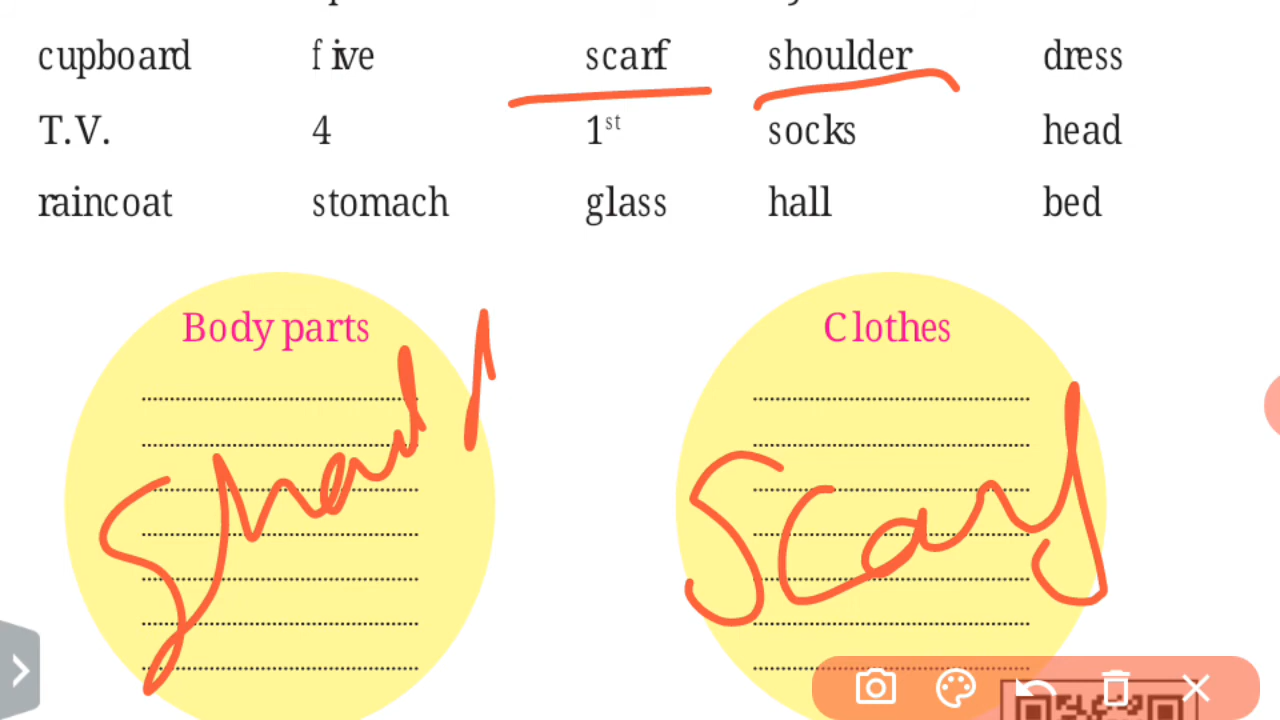 cupboard five scarf shoulder dress
T.V. 4 1st socks head
raincoat stomach glass hall bed
Body parts Clothes
Shoul Scarf